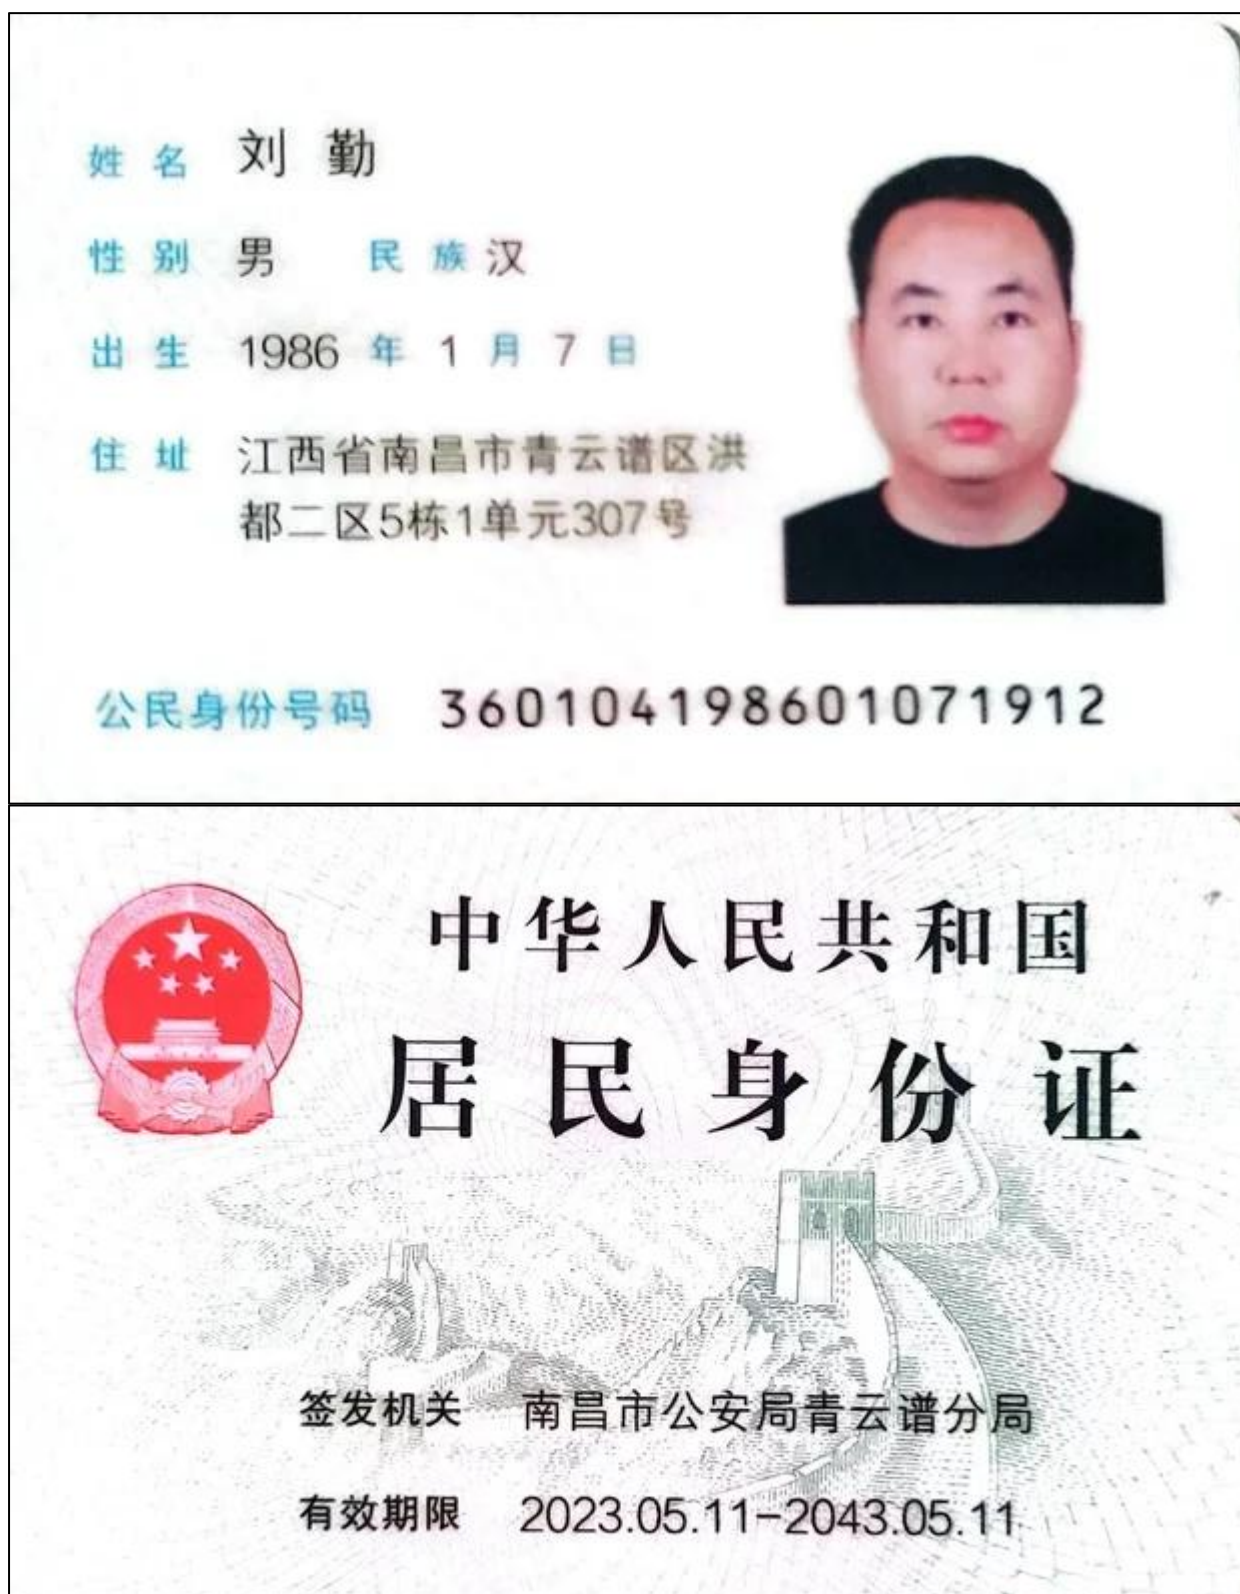 姓名 刘勤
性别 男 民族 汉
出生 1986 年 1 月 7 日
住址 江西省南昌市青云谱区洪
都二区5栋1单元307号
公民身份号码 360104198601071912
中华人民共和国
居民身份证
签发机关 南昌市公安局青云谱分局
有效期限 2023.05.11-2043.05.11